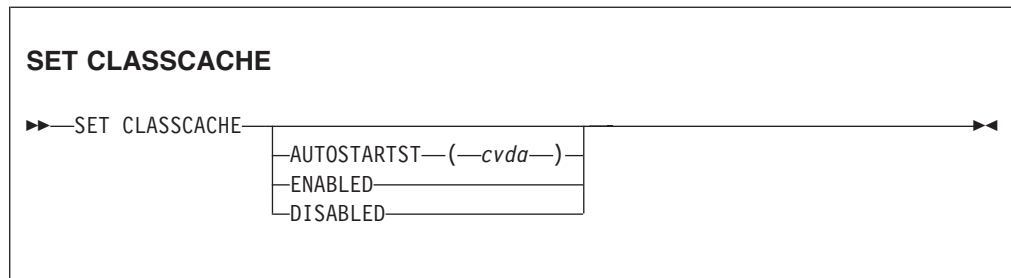 SET CLASSCACHE
SET CLASSCACHE
AUTOSTARTST ( cvda )
ENABLED
DISABLED